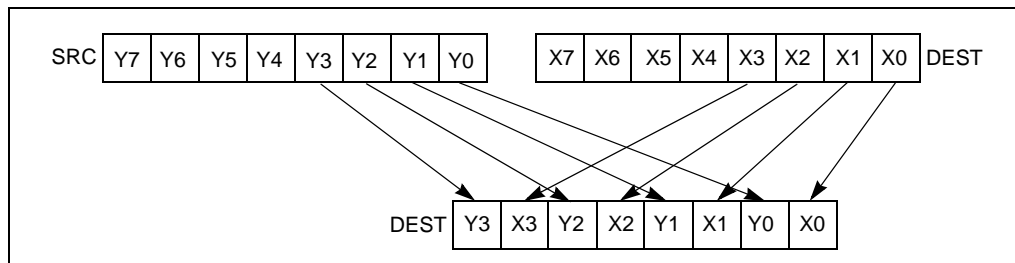 SRC Y7 Y6 Y5 Y4 Y3 Y2 Y1 Y0 X7 X6 X5 X4 X3 X2 X1 X0 DEST
DEST Y3 X3 Y2 X2 Y1 X1 Y0 X0